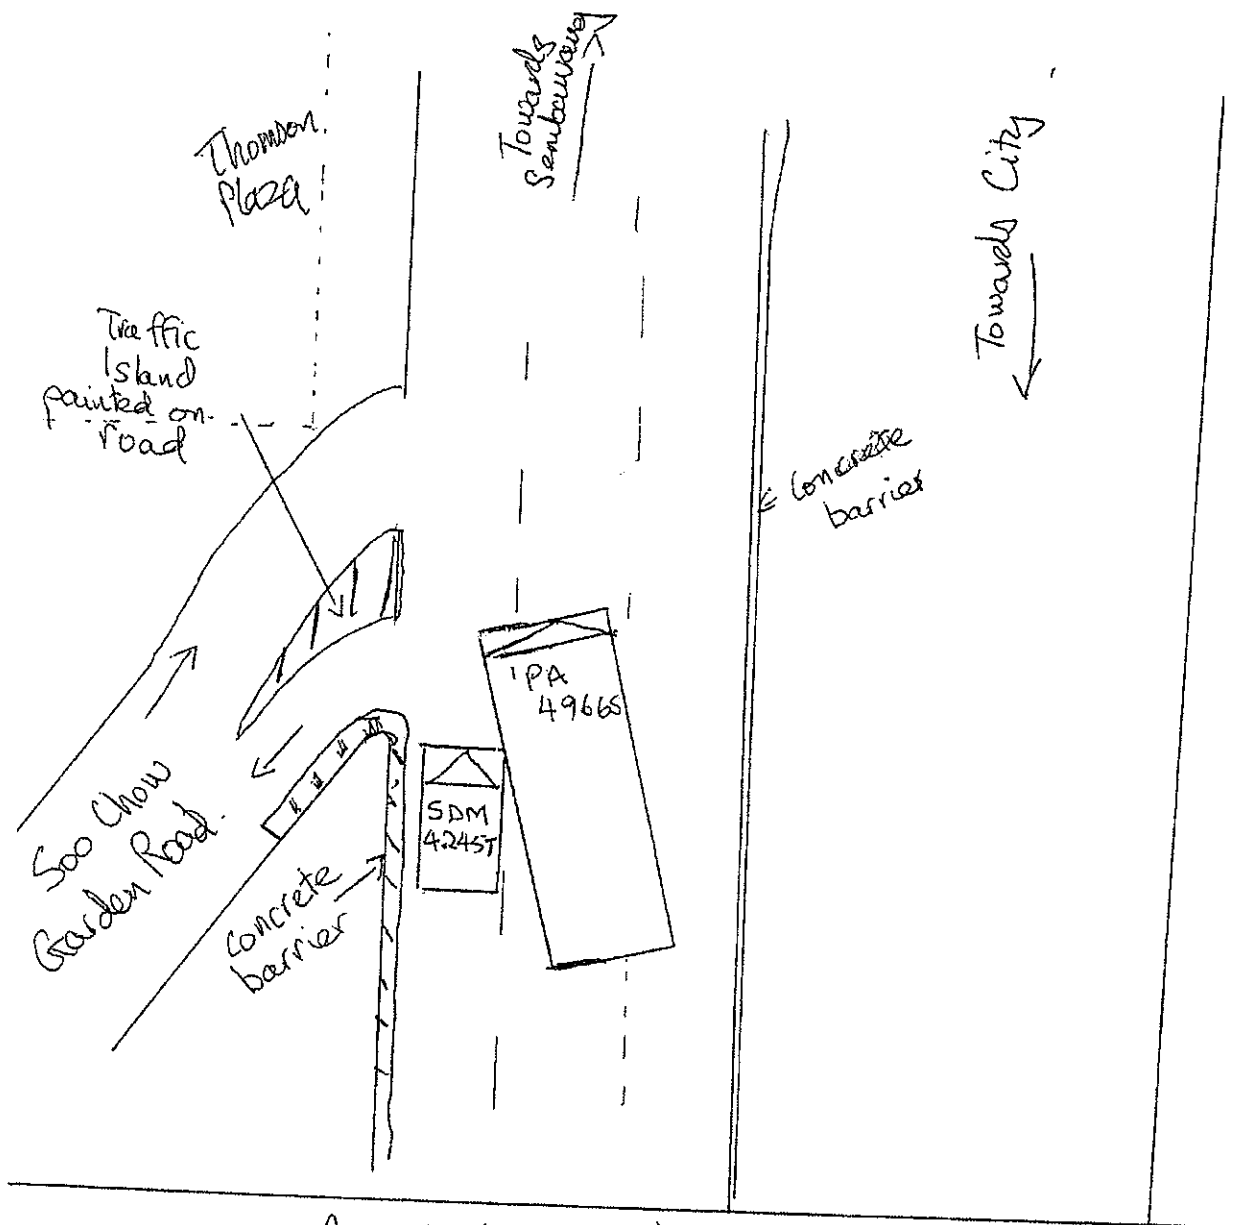 Towards
Sembawang
Thomson
Plaza
Towards City
Traffic
Island
painted on
road
Concrete
barrier
PA
4966S
SDM
4245T
Soo Chow
Garden Road
Concrete
barrier